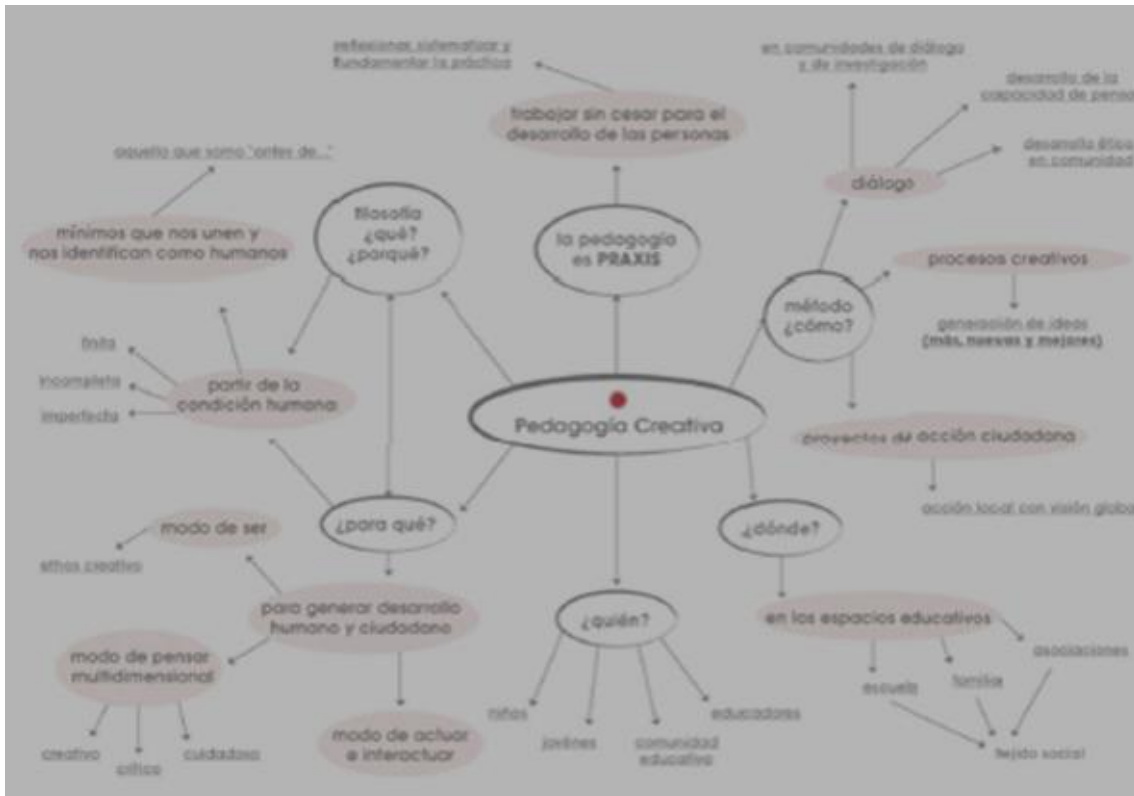 reflexionar, sistematizar y
fundamentar la práctica
en comunidades de diálogo
y de investigación
desarrollo de la
capacidad de pensa
trabajar sin cesar para el
desarrollo de las personas
desarrollo ético
en comunidad
aquello que somo "antes de..."
diálogo
filosofía
¿qué?
¿porqué?
mínimos que nos unen y
nos identifican como humanos
la pedagogía
es PRAXIS
procesos creativos
método
¿cómo?
generación de ideas
(más, nuevas y mejores)
finita
incompleta
imperfecta
partir de la
condición humana:
Pedagogía Creativa
proyectos de acción ciudadana
acción local con visión global
¿para qué?
¿dónde?
modo de ser
ethos creativo
para generar desarrollo
humano y ciudadano
¿quién?
en los espacios educativos
modo de pensar
multidimensional
asociaciones
escuela
familia
niños
educadores
jovénes
comunidad
educativa
modo de actuar
e interactuar
creativo
crítico
cuidadoso
tejido social